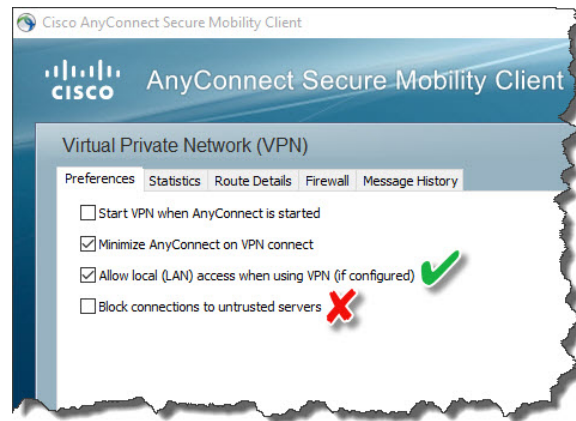 Cisco AnyConnect Secure Mobility Client
CISCO
AnyConnect Secure Mobility Client
Virtual Private Network (VPN)
Preferences Statistics Route Details Firewall Message History
Start VPN when AnyConnect is started
Minimize AnyConnect on VPN connect
Allow local (LAN) access when using VPN (if configured)
Block connections to untrusted servers